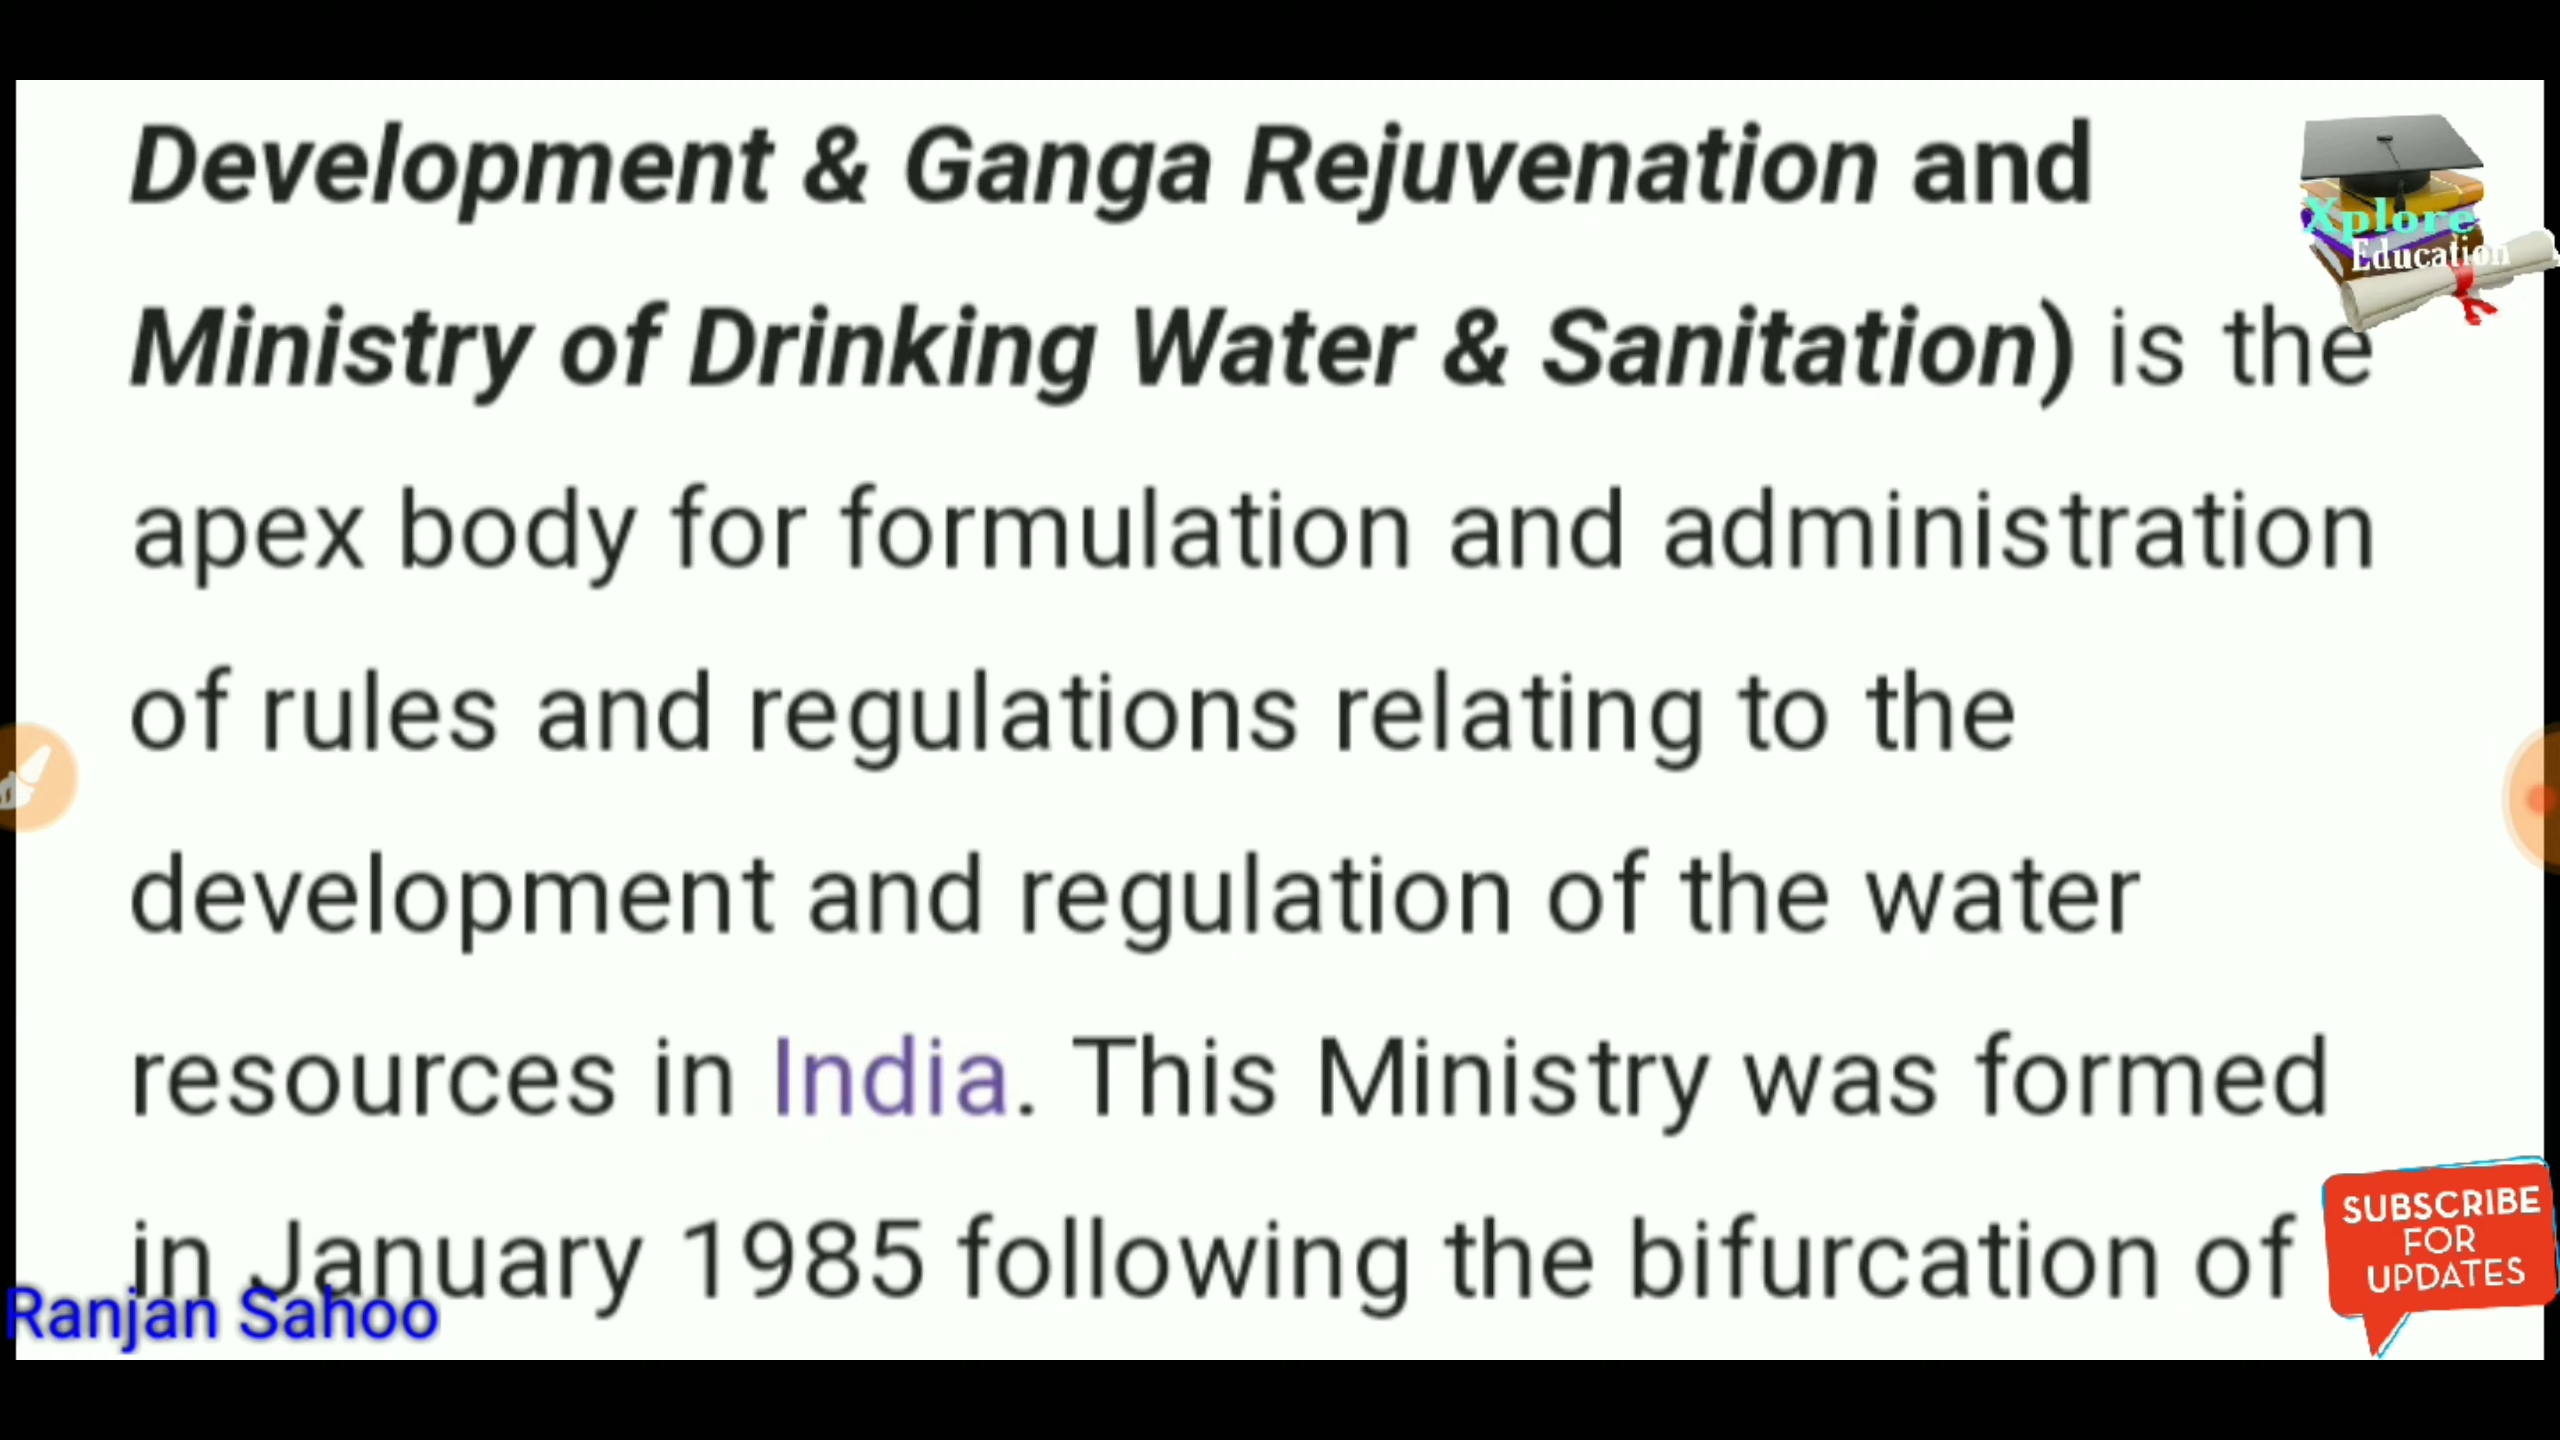 Development & Ganga Rejuvenation and
Ministry of Drinking Water & Sanitation) is the
apex body for formulation and administration
of rules and regulations relating to the
development and regulation of the water
resources in India. This Ministry was formed
in January 1985 following the bifurcation of
Xplore
Education
SUBSCRIBE
FOR
UPDATES
Ranjan Sahoo